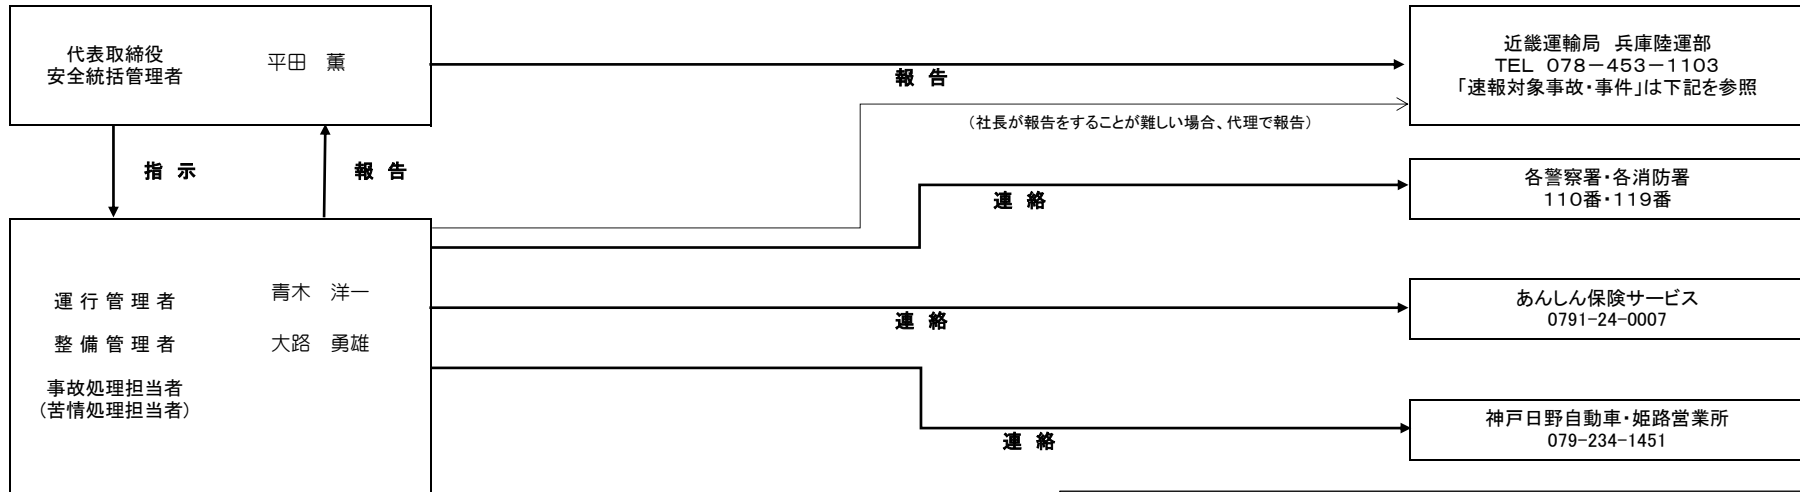 代表取締役
安全統括管理者
平田　薫
報 告
近畿運輸局　兵庫陸運部
TEL　078－453－1103
「速報対象事故・事件」は下記を参照
（社長が報告をすることが難しい場合、代理で報告）
指 示
報 告
連 絡
各警察署・各消防署
110番・119番
運 行 管 理 者
青木　洋一
整 備 管 理 者
大路　勇雄
事故処理担当者
（苦情処理担当者）
連 絡
あんしん保険サービス
0791-24-0007
連 絡
神戸日野自動車・姫路営業所
079-234-1451